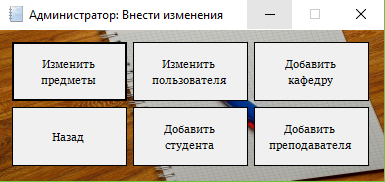 Администратор: Внести изменения
Изменить
предметы
Изменить
пользователя
Добавить
кафедру
Назад
Добавить
студента
Добавить
преподавателя